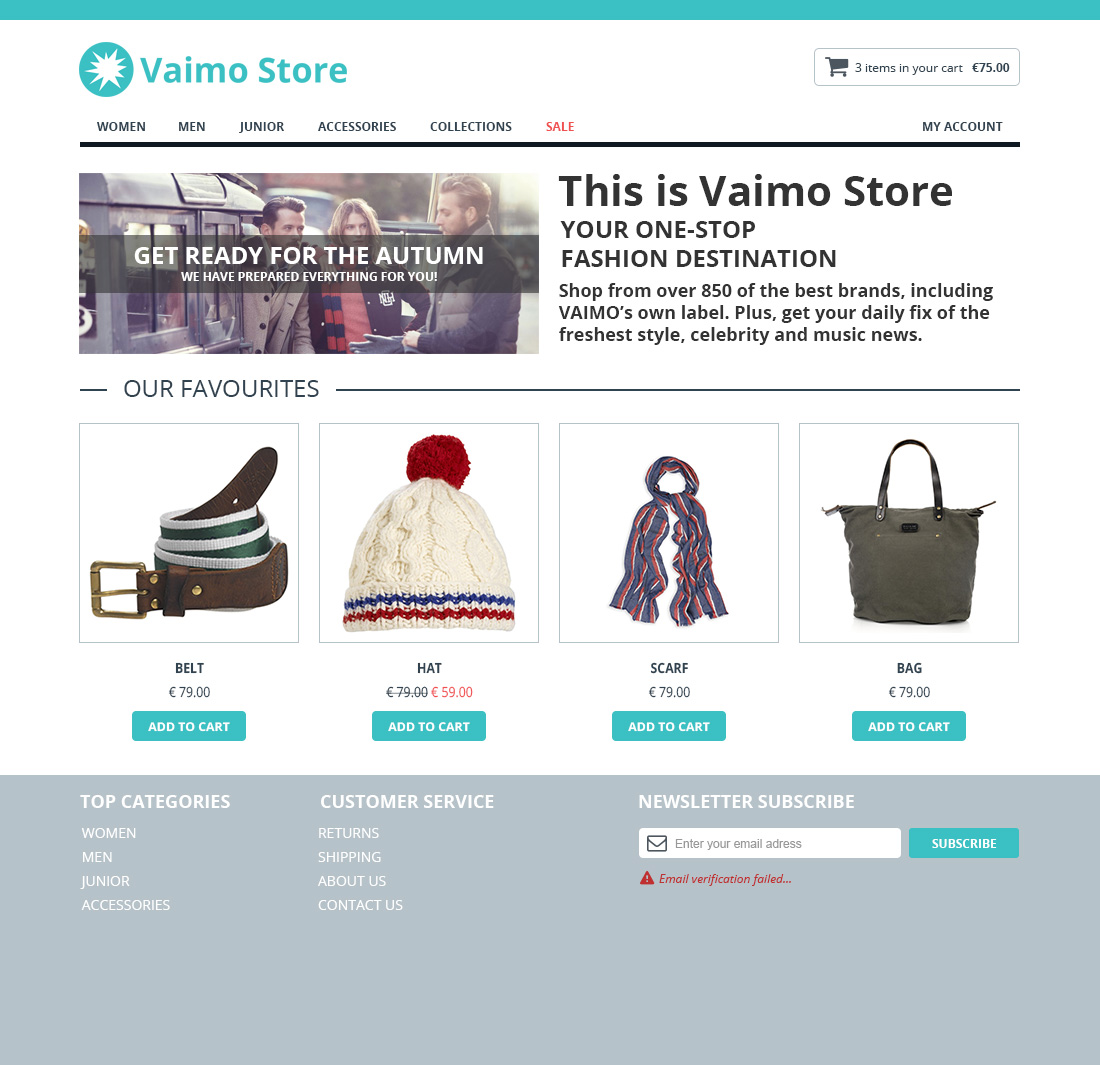 Vaimo Store
3 items in your cart €75.00
WOMEN MEN JUNIOR ACCESSORIES COLLECTIONS SALE MY ACCOUNT
GET READY FOR THE AUTUMN
WE HAVE PREPARED EVERYTHING FOR YOU!
This is Vaimo Store
YOUR ONE-STOP
FASHION DESTINATION
Shop from over 850 of the best brands, including
VAIMO’s own label. Plus, get your daily fix of the
freshest style, celebrity and music news.
OUR FAVOURITES
BELT
€ 79.00
ADD TO CART
HAT
€ 79.00 € 59.00
ADD TO CART
SCARF
€ 79.00
ADD TO CART
BAG
€ 79.00
ADD TO CART
TOP CATEGORIES
WOMEN
MEN
JUNIOR
ACCESSORIES
CUSTOMER SERVICE
RETURNS
SHIPPING
ABOUT US
CONTACT US
NEWSLETTER SUBSCRIBE
Enter your email adress
SUBSCRIBE
Email verification failed...